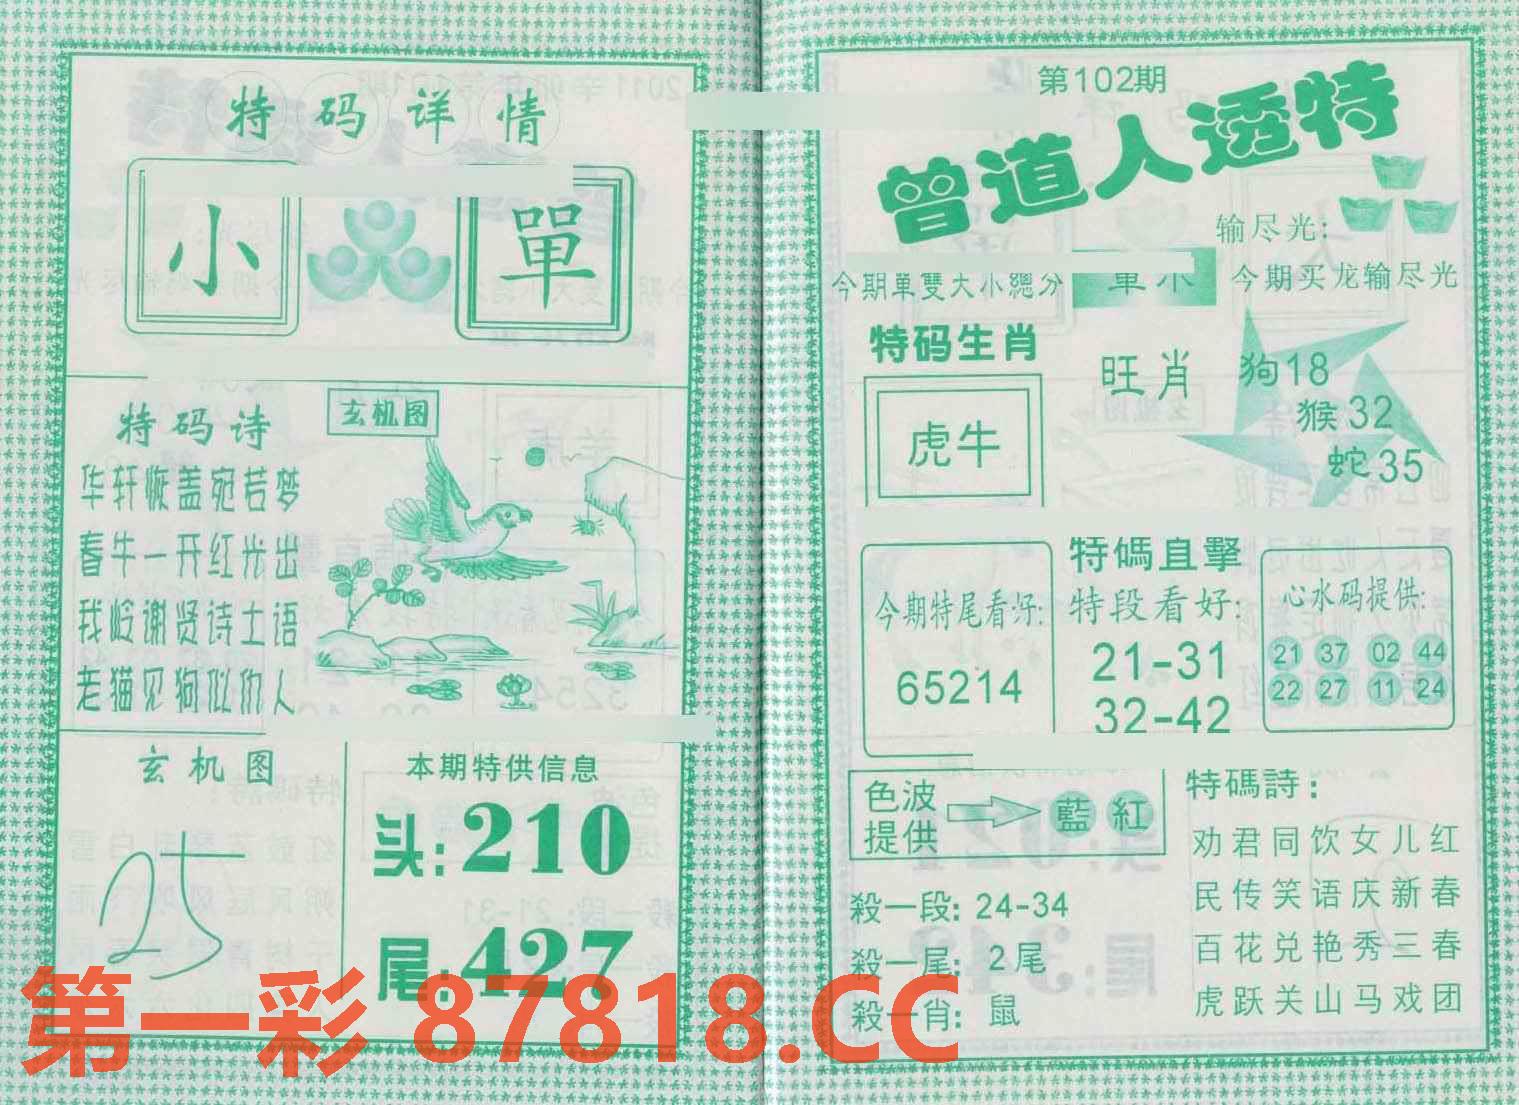 特码详情
小 單
特码诗
华轩恢盖宛若梦
春牛一开红光出
我岭谢贤诗士语
老猫见狗似仇人
玄机图
玄机图
25
本期特供信息
头:210
尾:427
第102期
曾道人透特
输尽光:
今期單雙大小總分 單小
今期买龙输尽光
特码生肖
虎牛
旺肖
狗18
猴32
蛇35
今期特尾看好:
65214
特碼直擊
特段看好:
21-31
32-42
心水码提供:
21 37 02 44
22 27 11 24
色波提供
藍 紅
殺一段: 24-34
殺一尾: 2尾
殺一肖: 鼠
特碼詩:
劝君同饮女儿红
民传笑语庆新春
百花兑艳秀三春
虎跃关山马戏团
第一彩 87818.CC